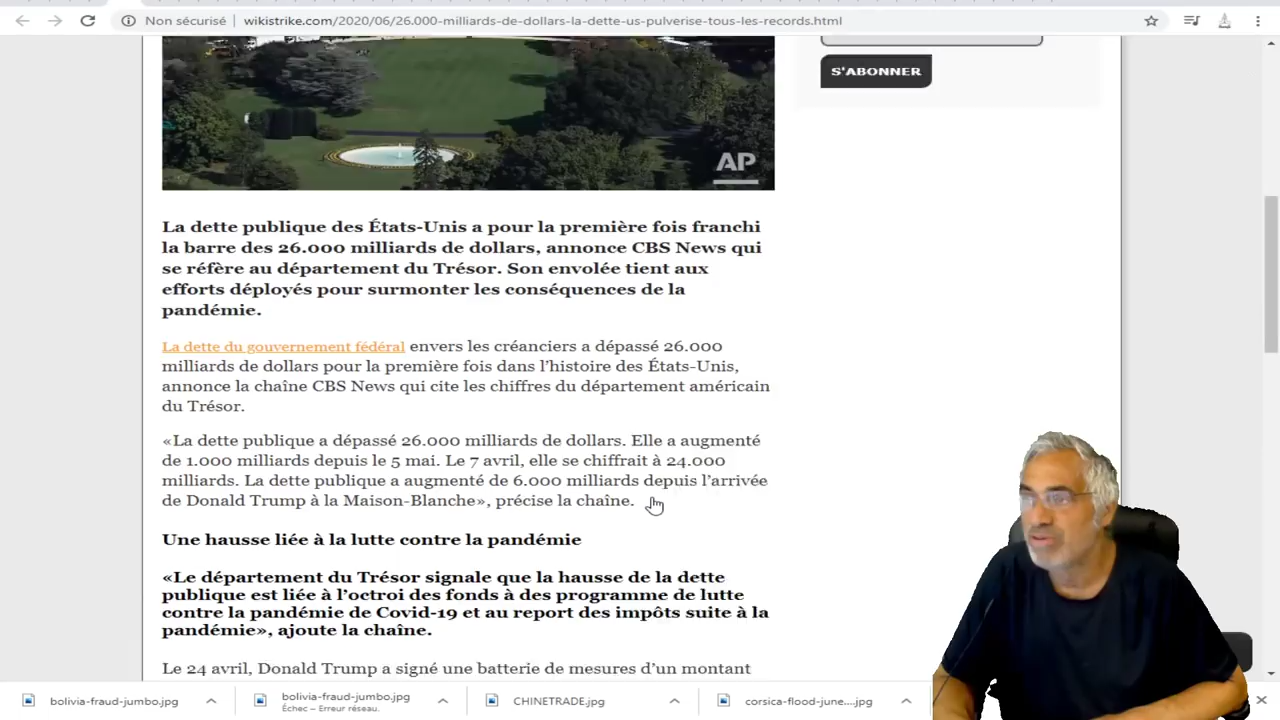 Non sécurisé | wikistrike.com/2020/06/26.000-milliards-de-dollars-la-dette-us-pulverise-tous-les-records.html
S'ABONNER
AP
La dette publique des États-Unis a pour la première fois franchi
la barre des 26.000 milliards de dollars, annonce CBS News qui
se réfère au département du Trésor. Son envolée tient aux
efforts déployés pour surmonter les conséquences de la
pandémie.
La dette du gouvernement fédéral envers les créanciers a dépassé 26.000
milliards de dollars pour la première fois dans l'histoire des États-Unis,
annonce la chaîne CBS News qui cite les chiffres du département américain
du Trésor.
«La dette publique a dépassé 26.000 milliards de dollars. Elle a augmenté
de 1.000 milliards depuis le 5 mai. Le 7 avril, elle se chiffrait à 24.000
milliards. La dette publique a augmenté de 6.000 milliards depuis l'arrivée
de Donald Trump à la Maison-Blanche», précise la chaîne.
Une hausse liée à la lutte contre la pandémie
«Le département du Trésor signale que la hausse de la dette
publique est liée à l'octroi des fonds à des programme de lutte
contre la pandémie de Covid-19 et au report des impôts suite à la
pandémie», ajoute la chaîne.
Le 24 avril, Donald Trump a signé une batterie de mesures d'un montant
bolivia-fraud-jumbo.jpg
bolivia-fraud-jumbo.jpg
Échec – Erreur réseau.
CHINETRADE.jpg
corsica-flood-june....jpg